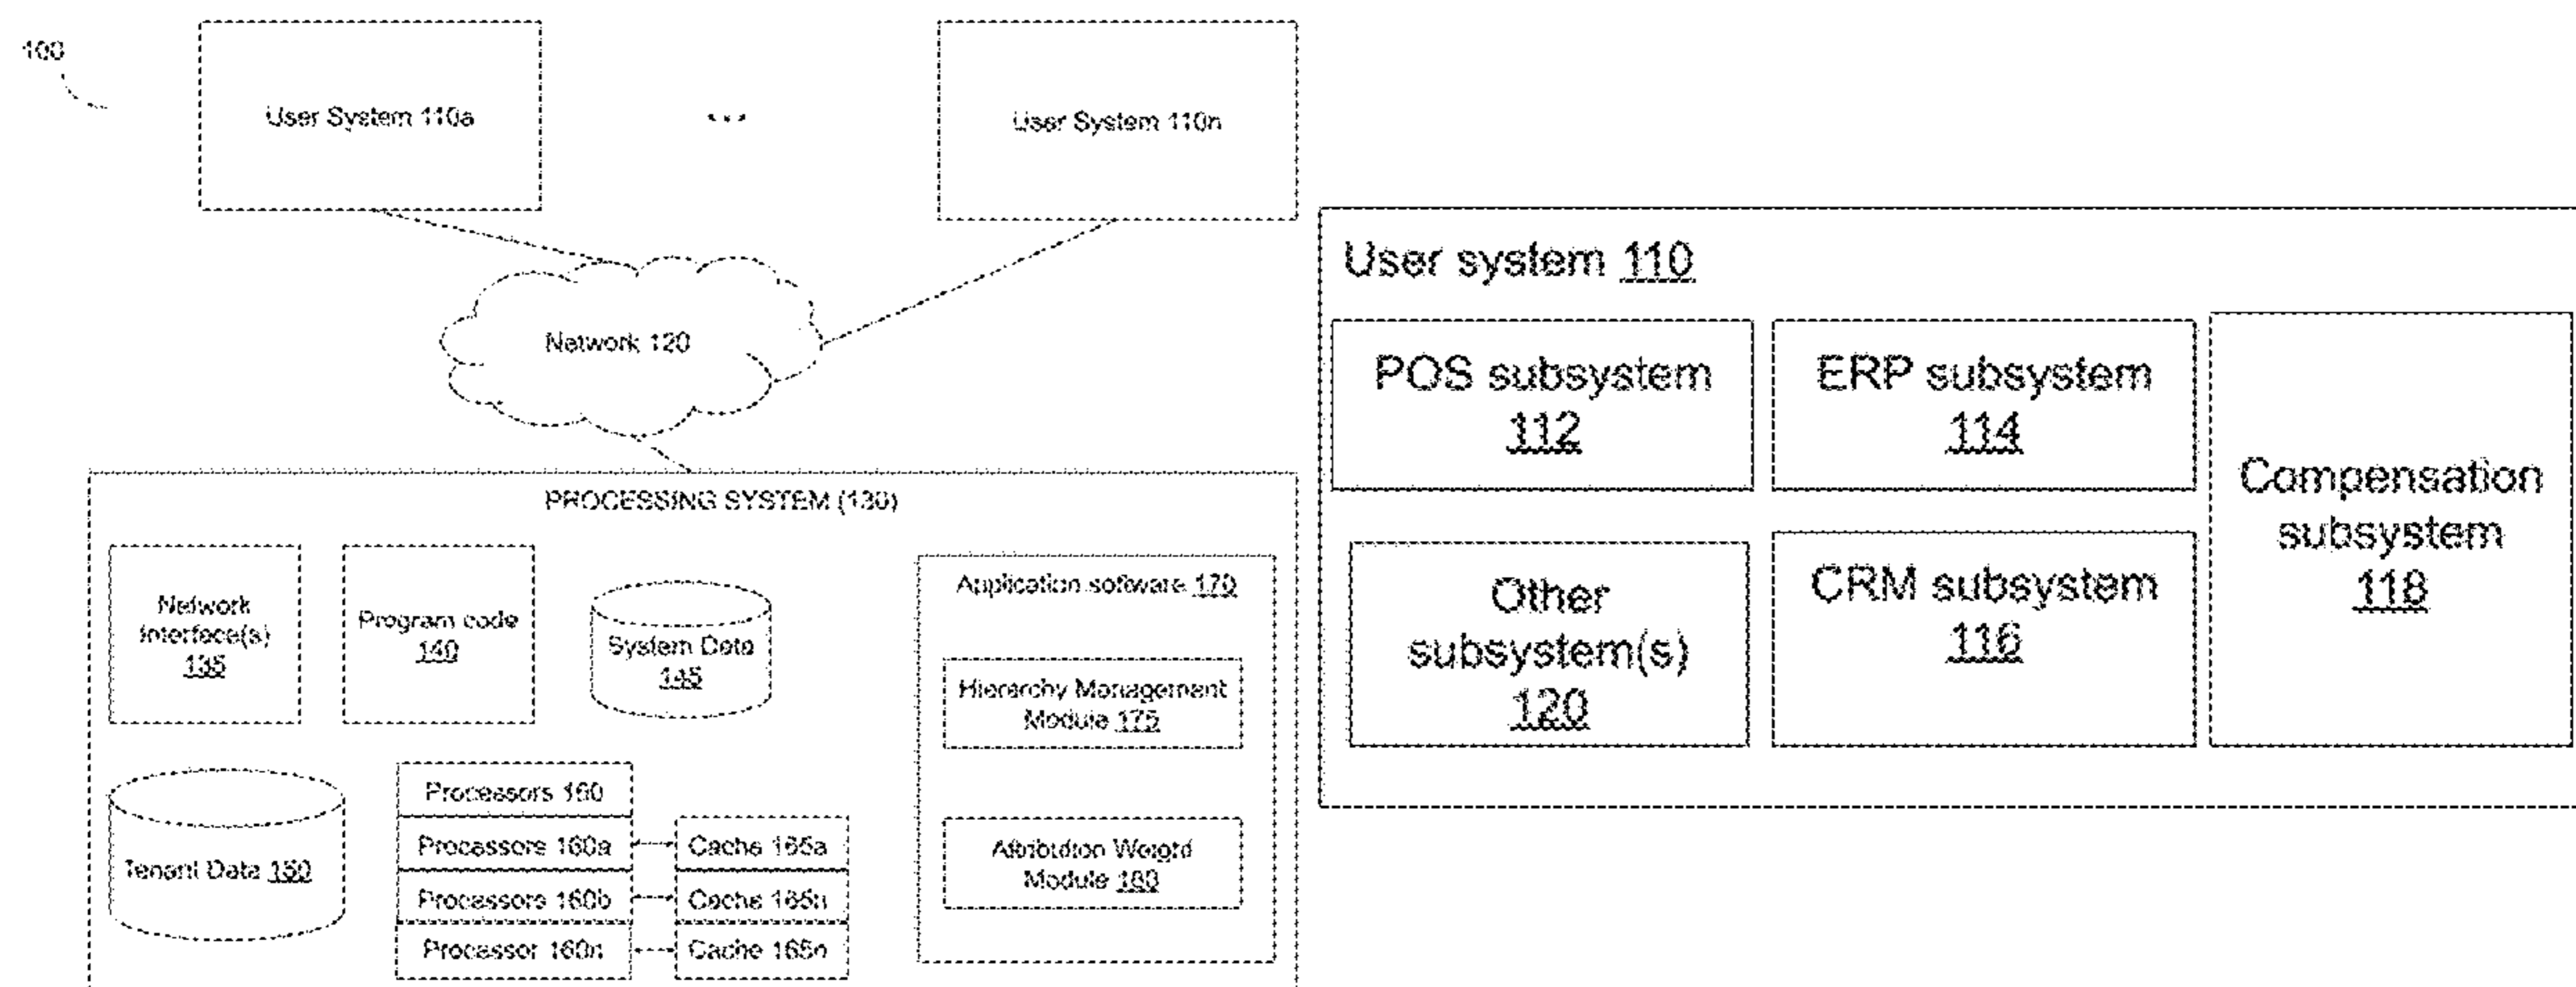 100
User System 110a
...
User System 110n
Network 120
PROCESSING SYSTEM (130)
Network
Interface(s)
135
Program code
140
System Data
145
Application software 170
Hierarchy Management
Module 175
Attribution Weight
Module 180
Tenant Data 150
Processors 160
Processors 160a
Cache 165a
Processors 160b
Cache 165n
Processor 160n
Cache 165n
User system 110
POS subsystem
112
ERP subsystem
114
Compensation
subsystem
118
Other
subsystem(s)
120
CRM subsystem
116